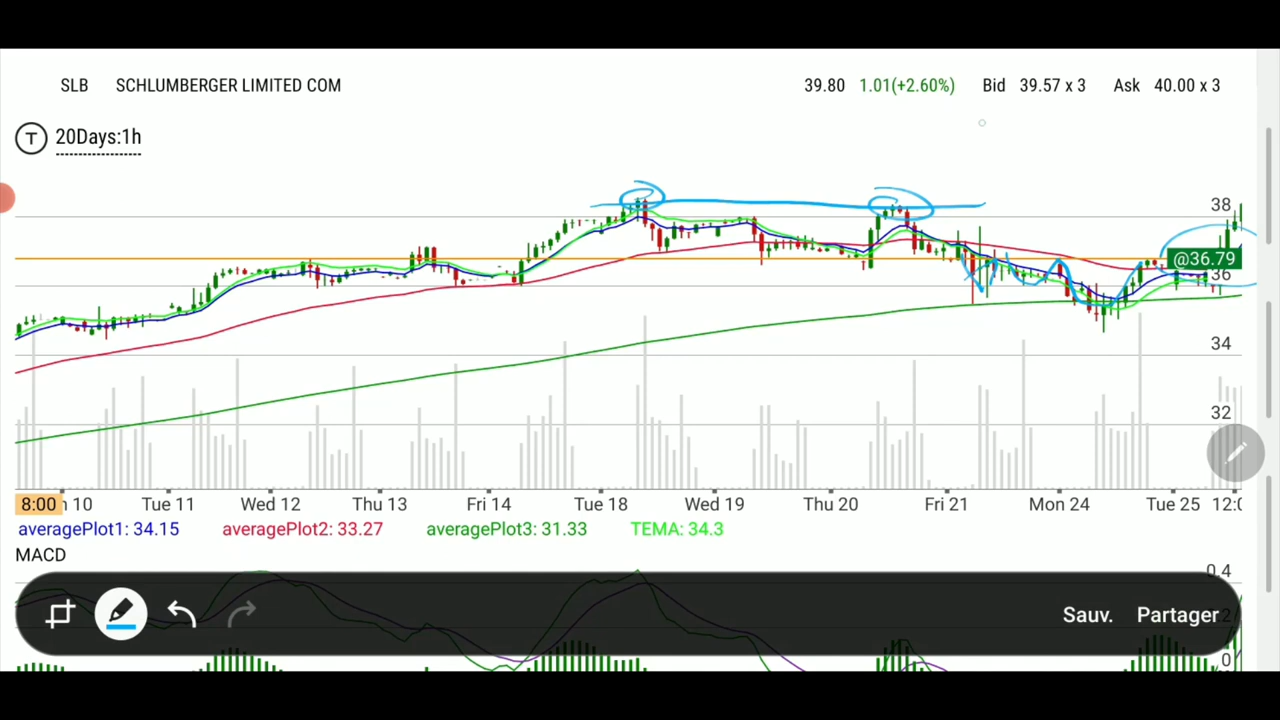 SLB SCHLUMBERGER LIMITED COM 39.80 1.01(+2.60%) Bid 39.57 x 3 Ask 40.00 x 3
T 20Days:1h
38
@36.79
36
34
32
8:00 10 Tue 11 Wed 12 Thu 13 Fri 14 Tue 18 Wed 19 Thu 20 Fri 21 Mon 24 Tue 25 12:0
averagePlot1: 34.15 averagePlot2: 33.27 averagePlot3: 31.33 TEMA: 34.3
MACD
0.4
Sauv. Partager
0